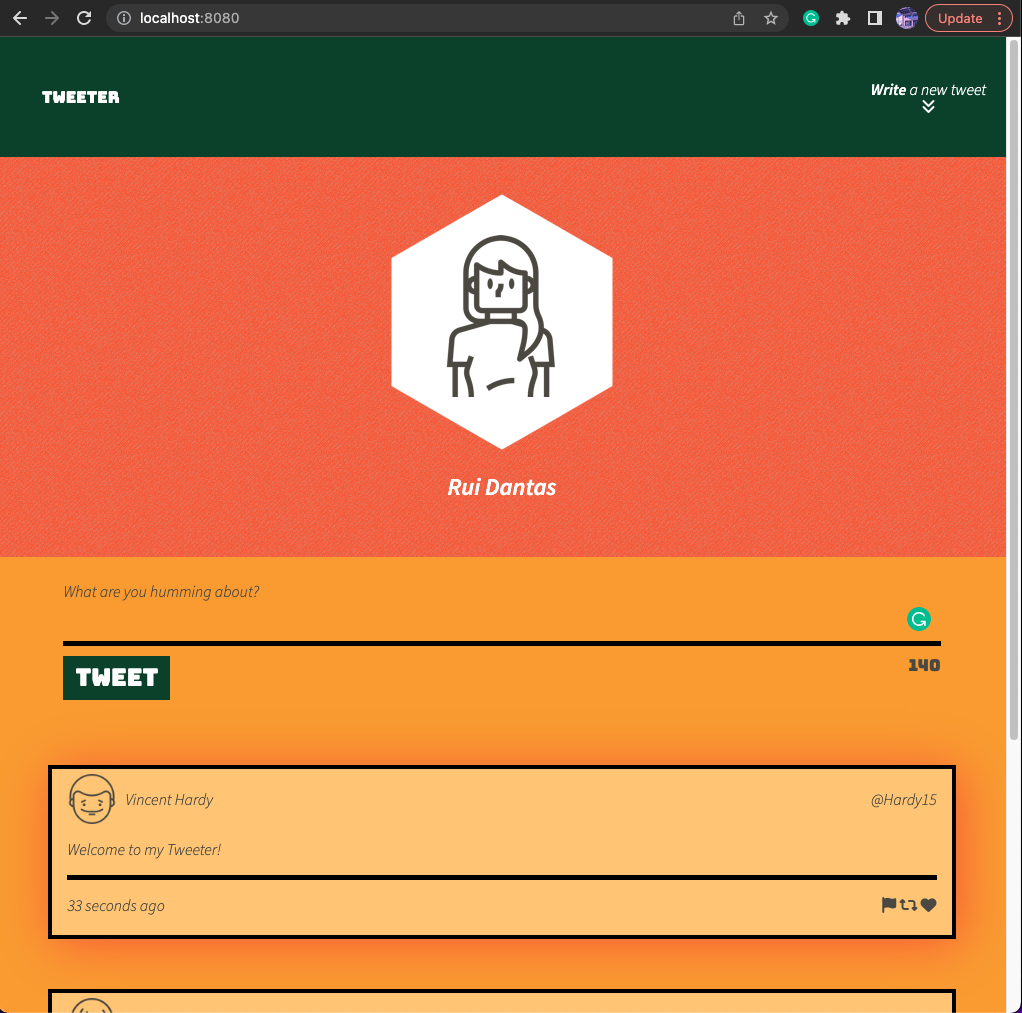 localhost:8080
Update
TWEETER
Write a new tweet
Rui Dantas
What are you humming about?
TWEET
140
Vincent Hardy
@Hardy15
Welcome to my Tweeter!
33 seconds ago